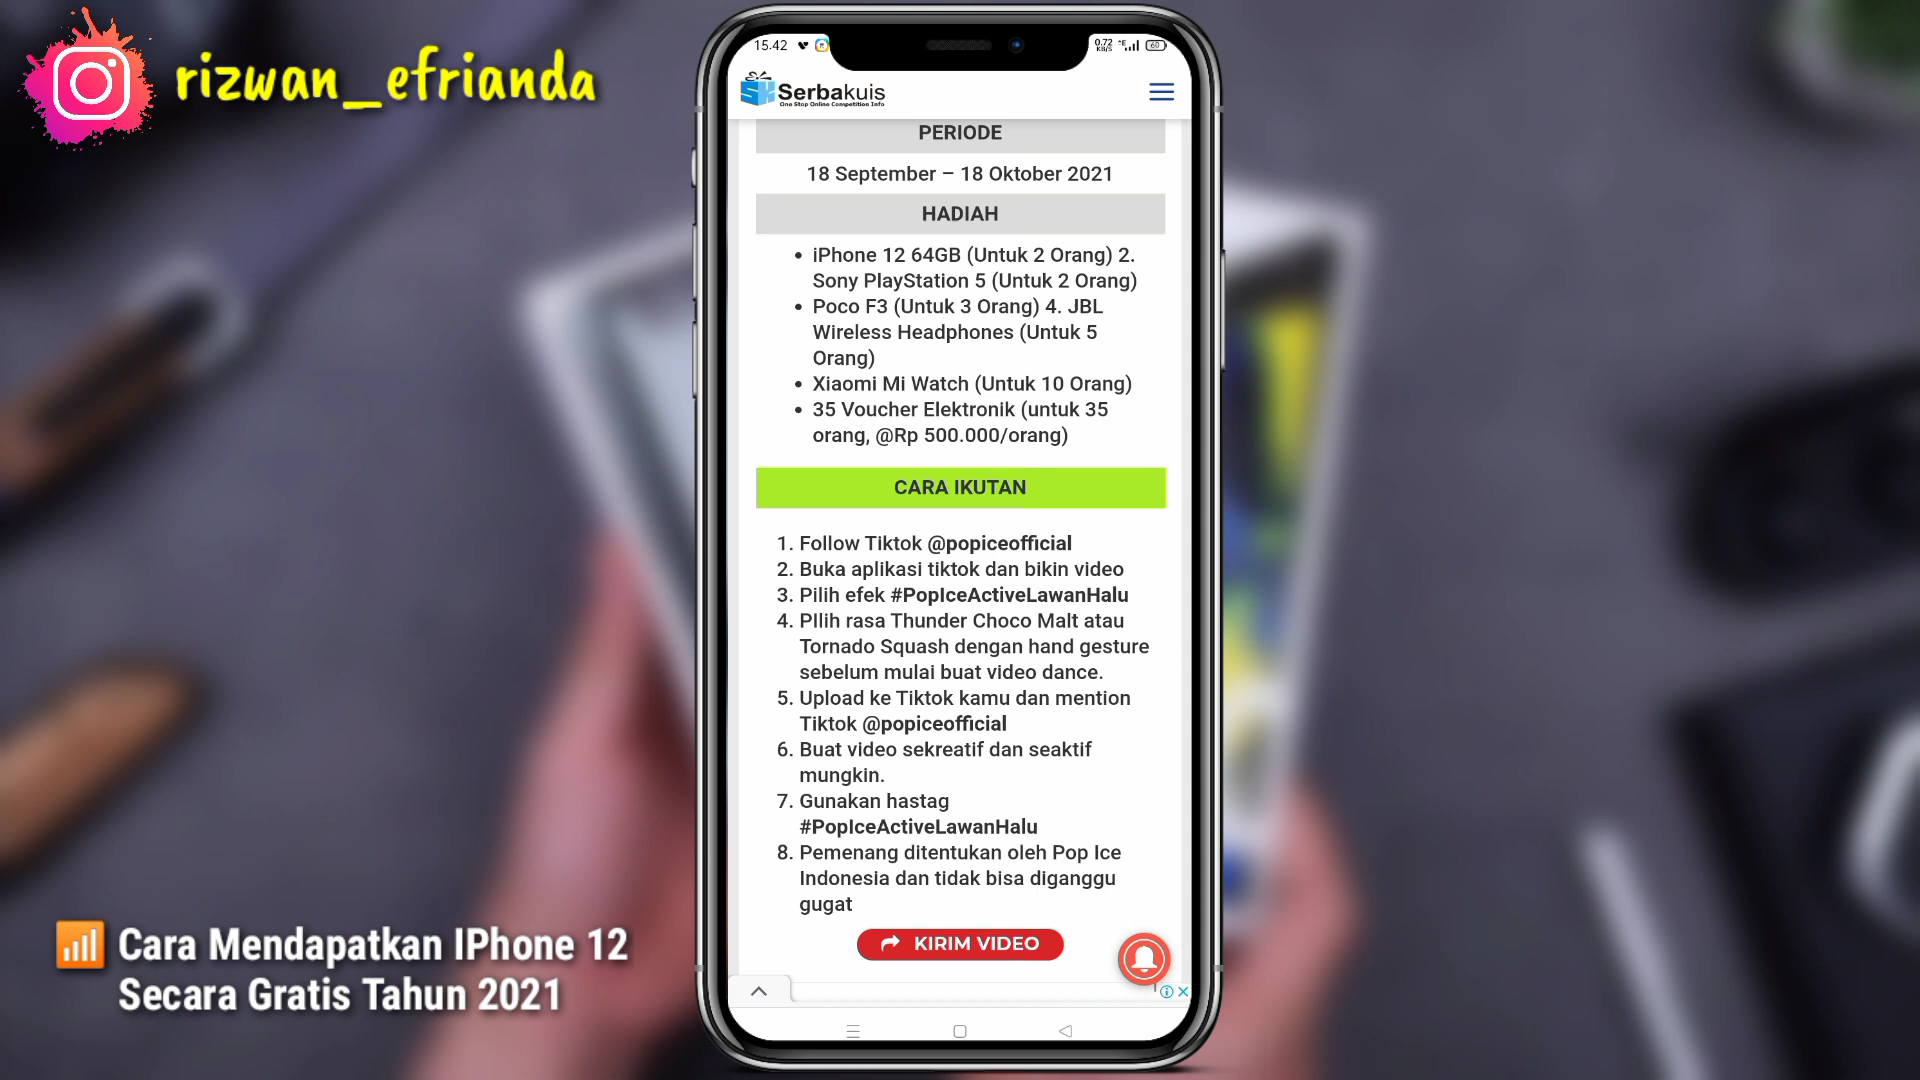 rizwan_efrianda
15.42
0.72
KB/S
60
Serbakuis
One Stop Online Competition Info
PERIODE
18 September – 18 Oktober 2021
HADIAH
• iPhone 12 64GB (Untuk 2 Orang) 2.
Sony PlayStation 5 (Untuk 2 Orang)
• Poco F3 (Untuk 3 Orang) 4. JBL
Wireless Headphones (Untuk 5
Orang)
• Xiaomi Mi Watch (Untuk 10 Orang)
• 35 Voucher Elektronik (untuk 35
orang, @Rp 500.000/orang)
CARA IKUTAN
1. Follow Tiktok @popiceofficial
2. Buka aplikasi tiktok dan bikin video
3. Pilih efek #PopIceActiveLawanHalu
4. PIlih rasa Thunder Choco Malt atau
Tornado Squash dengan hand gesture
sebelum mulai buat video dance.
5. Upload ke Tiktok kamu dan mention
Tiktok @popiceofficial
6. Buat video sekreatif dan seaktif
mungkin.
7. Gunakan hastag
#PopIceActiveLawanHalu
8. Pemenang ditentukan oleh Pop Ice
Indonesia dan tidak bisa diganggu
gugat
KIRIM VIDEO
Cara Mendapatkan IPhone 12
Secara Gratis Tahun 2021